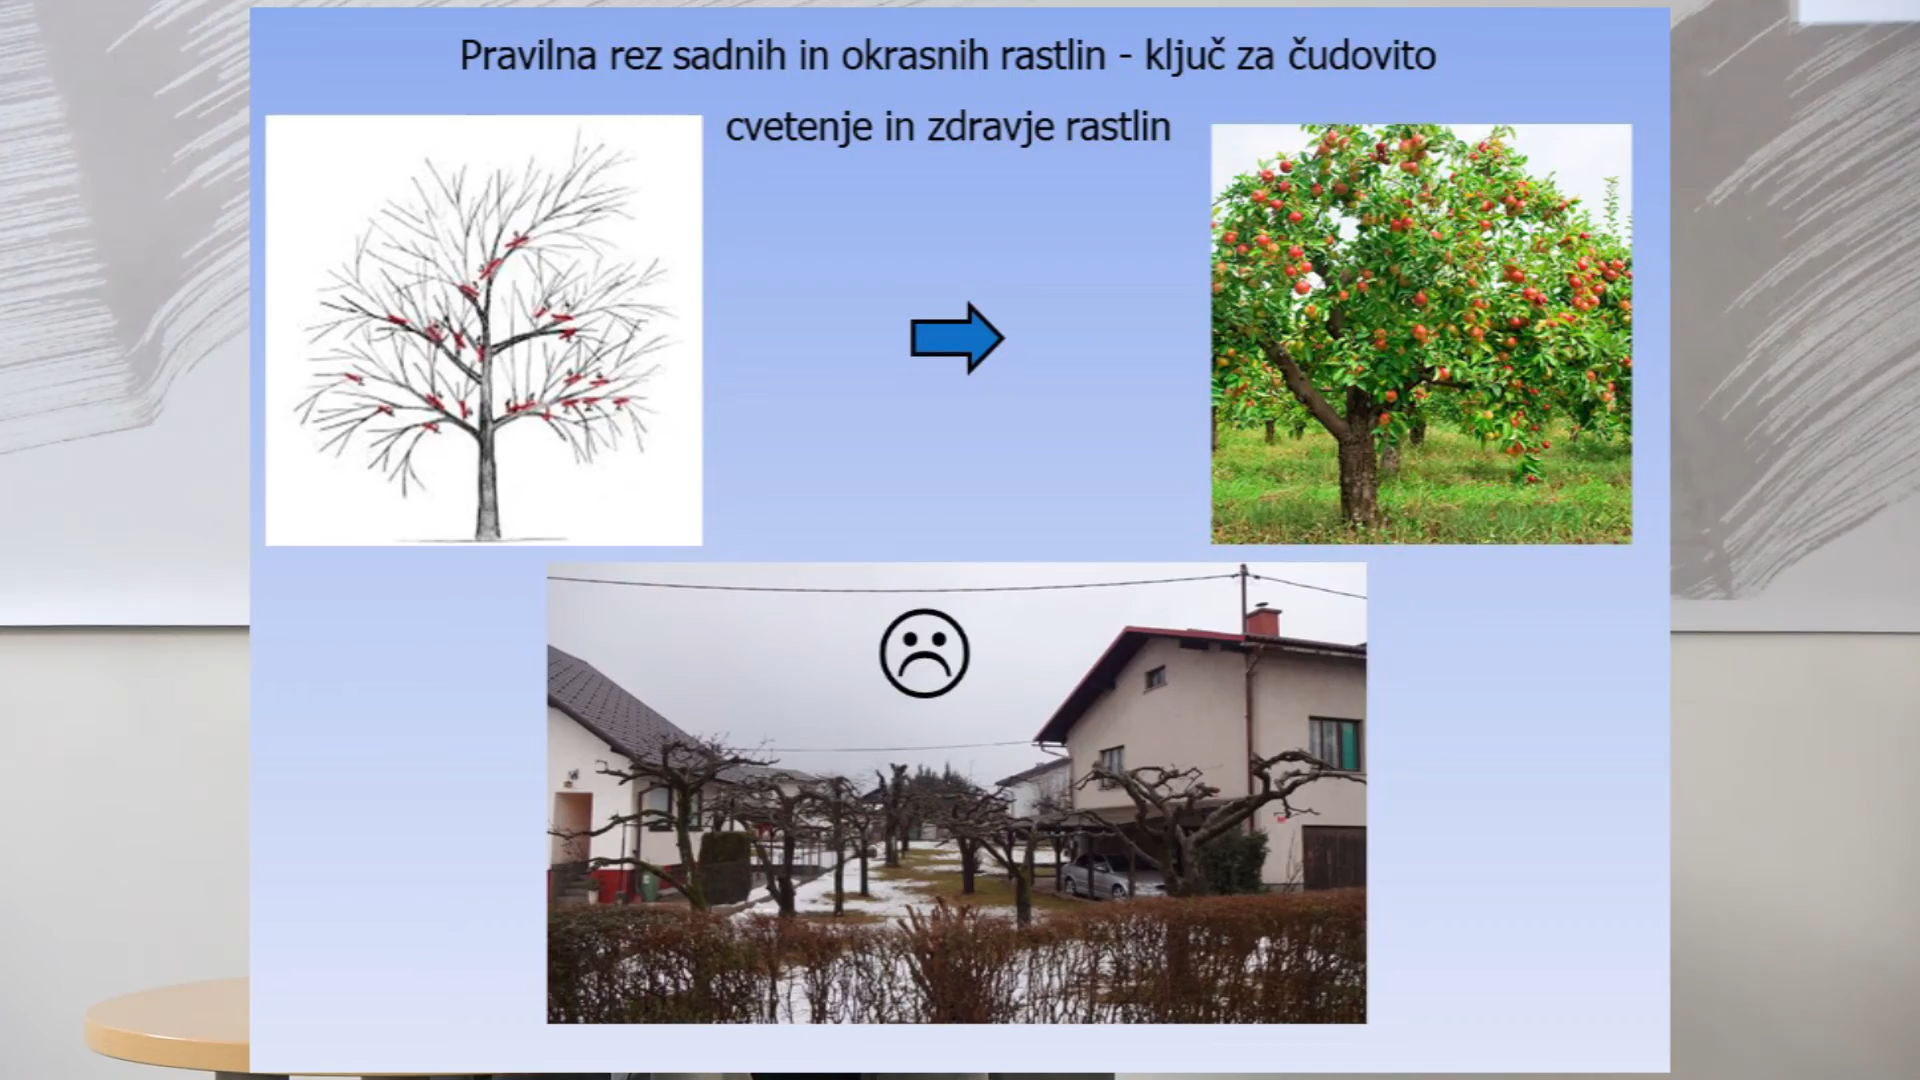 Pravilna rez sadnih in okrasnih rastlin - ključ za čudovito
cvetenje in zdravje rastlin